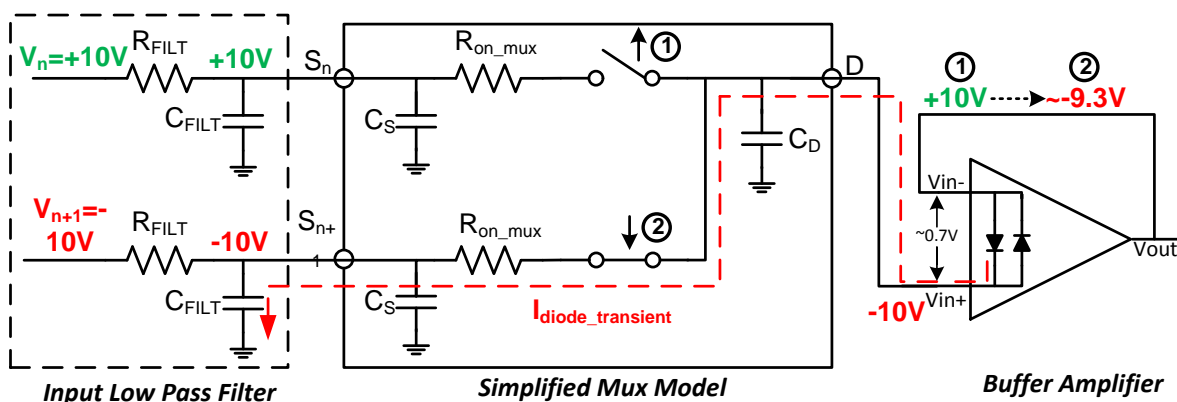 Vn=+10V
RFILT
+10V
CFILT
Sn
Ron_mux
①
CS
D
CD
①
②
+10V
~-9.3V
Vin-
~0.7V
Vin+
-10V
Vout
Vn+1=-
10V
RFILT
-10V
CFILT
Sn+
1
Ron_mux
②
CS
Idiode_transient
Input Low Pass Filter
Simplified Mux Model
Buffer Amplifier